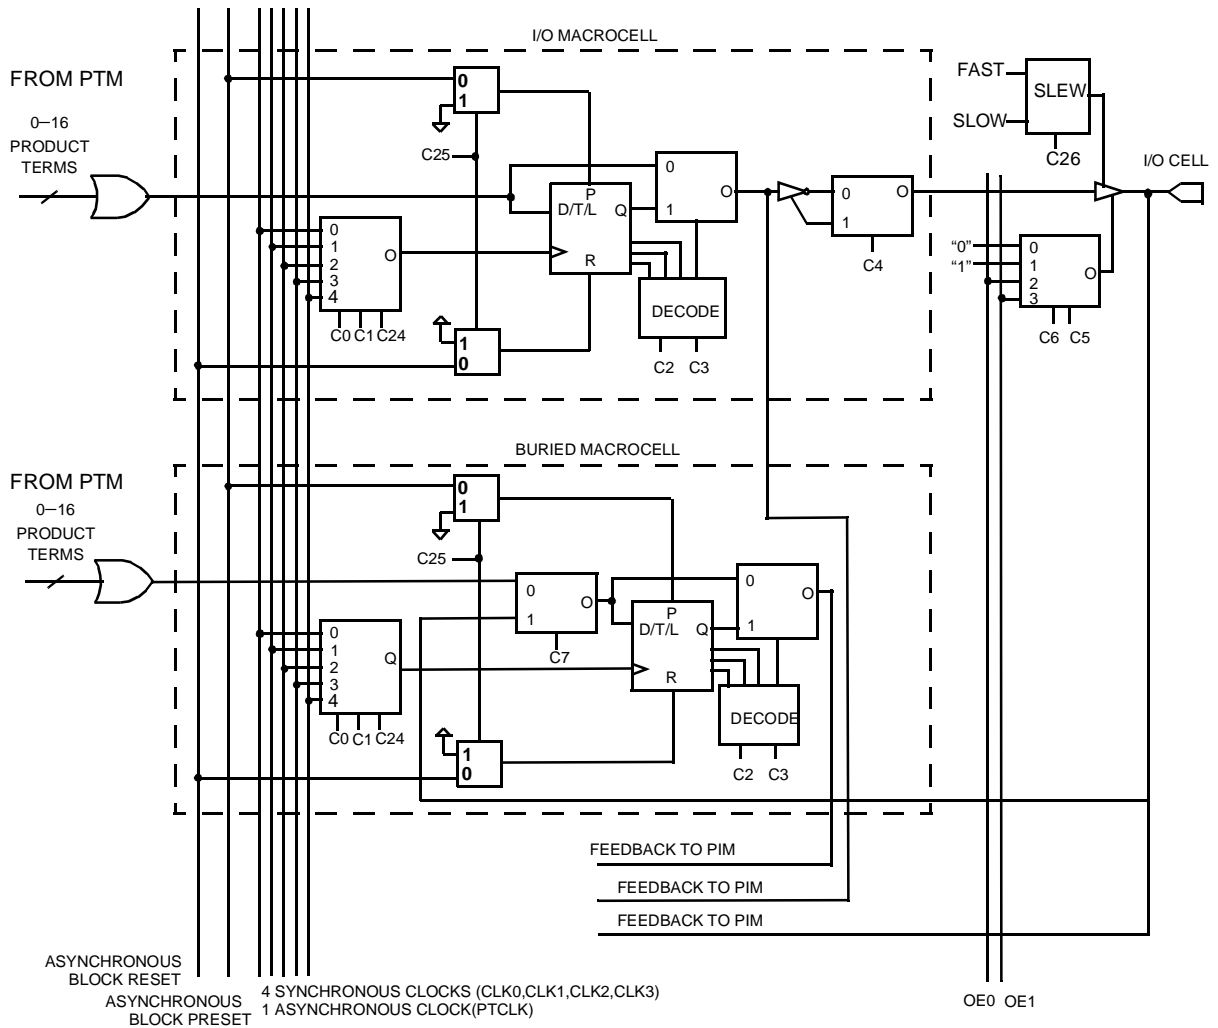 I/O MACROCELL
FROM PTM
0–16
PRODUCT
TERMS
0
1
C25
P
D/T/L
Q
R
0
1
2
3
4
O
C0 C1 C24
1
0
0
1
O
DECODE
C2 C3
0
1
O
C4
FAST
SLOW
SLEW
C26
I/O CELL
"0"
"1"
0
1
2
3
O
C6 C5
BURIED MACROCELL
FROM PTM
0–16
PRODUCT
TERMS
0
1
C25
0
1
O
C7
P
D/T/L
Q
R
0
1
O
0
1
2
3
4
Q
C0 C1 C24
1
0
DECODE
C2 C3
FEEDBACK TO PIM
FEEDBACK TO PIM
FEEDBACK TO PIM
ASYNCHRONOUS
BLOCK RESET
ASYNCHRONOUS
BLOCK PRESET
4 SYNCHRONOUS CLOCKS (CLK0,CLK1,CLK2,CLK3)
1 ASYNCHRONOUS CLOCK(PTCLK)
OE0 OE1